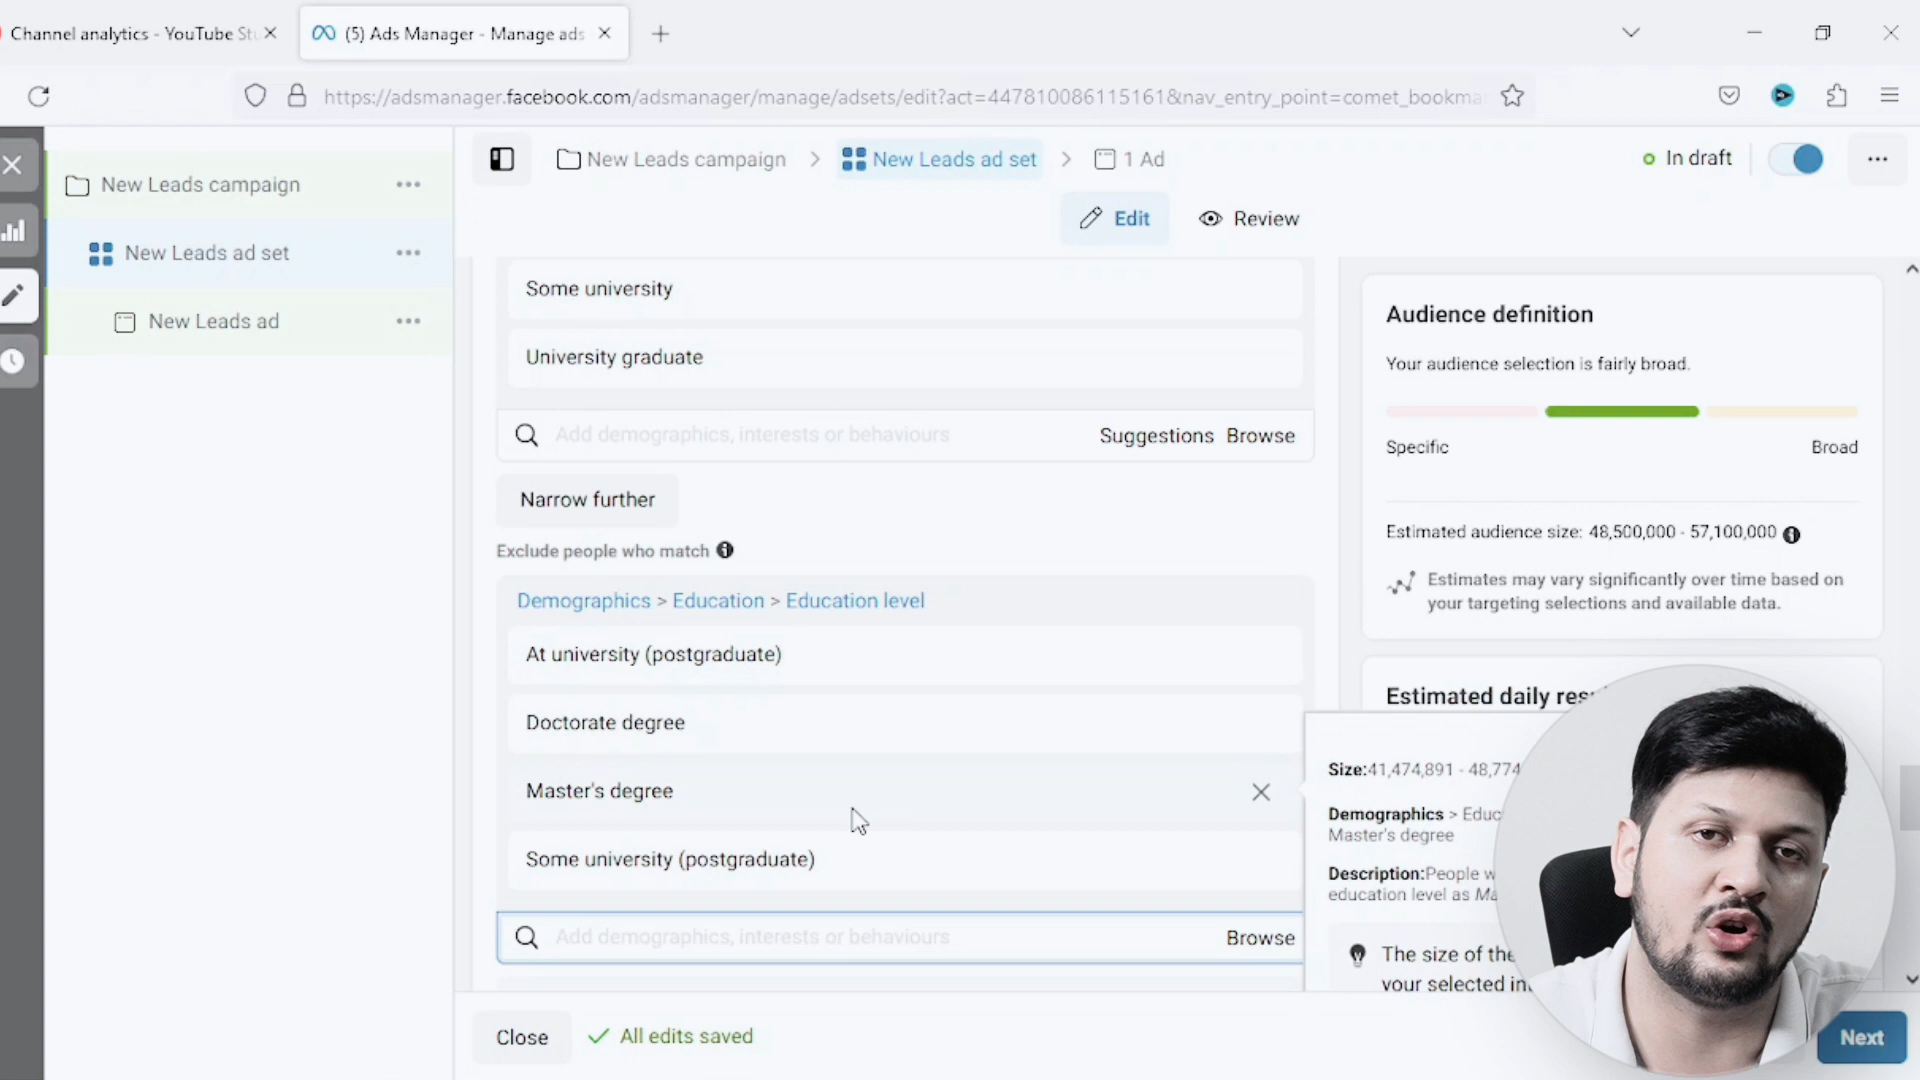 Channel analytics - YouTube Stu
(5) Ads Manager - Manage ads
https://adsmanager.facebook.com/adsmanager/manage/adsets/edit?act=447810086115161&nav_entry_point=comet_bookma
New Leads campaign
New Leads ad set
1 Ad
In draft
Edit
Review
New Leads campaign
New Leads ad set
New Leads ad
Some university
University graduate
Add demographics, interests or behaviours
Suggestions
Browse
Narrow further
Exclude people who match
Demographics > Education > Education level
At university (postgraduate)
Doctorate degree
Master's degree
Some university (postgraduate)
Add demographics, interests or behaviours
Browse
Audience definition
Your audience selection is fairly broad.
Specific
Broad
Estimated audience size: 48,500,000 - 57,100,000
Estimates may vary significantly over time based on
your targeting selections and available data.
Estimated daily res
Size:41,474,891 - 48,774
Demographics > Educ
Master's degree
Description:People w
education level as Ma
The size of the
your selected in
Close
All edits saved
Next